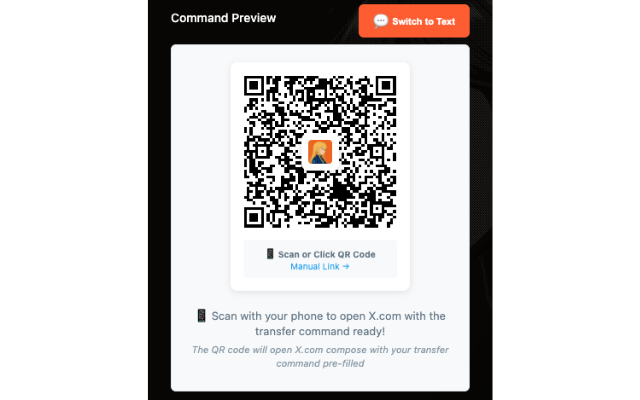 Command Preview
💬 Switch to Text
📱 Scan or Click QR Code
Manual Link →
📱 Scan with your phone to open X.com with the
transfer command ready!
The QR code will open X.com compose with your transfer
command pre-filled